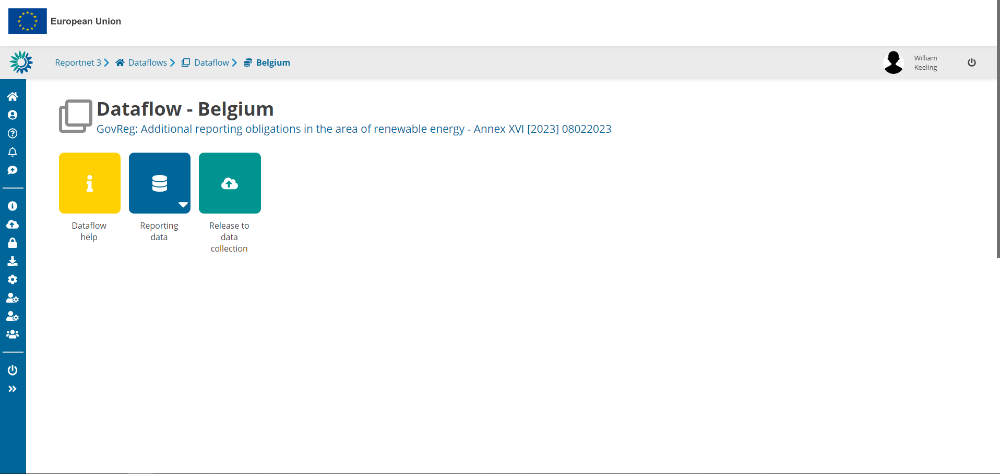 European Union
Reportnet 3 Dataflows Dataflow Belgium
William
Keeling
Dataflow - Belgium
GovReg: Additional reporting obligations in the area of renewable energy - Annex XVI [2023] 08022023
Dataflow
help
Reporting
data
Release to
data
collection